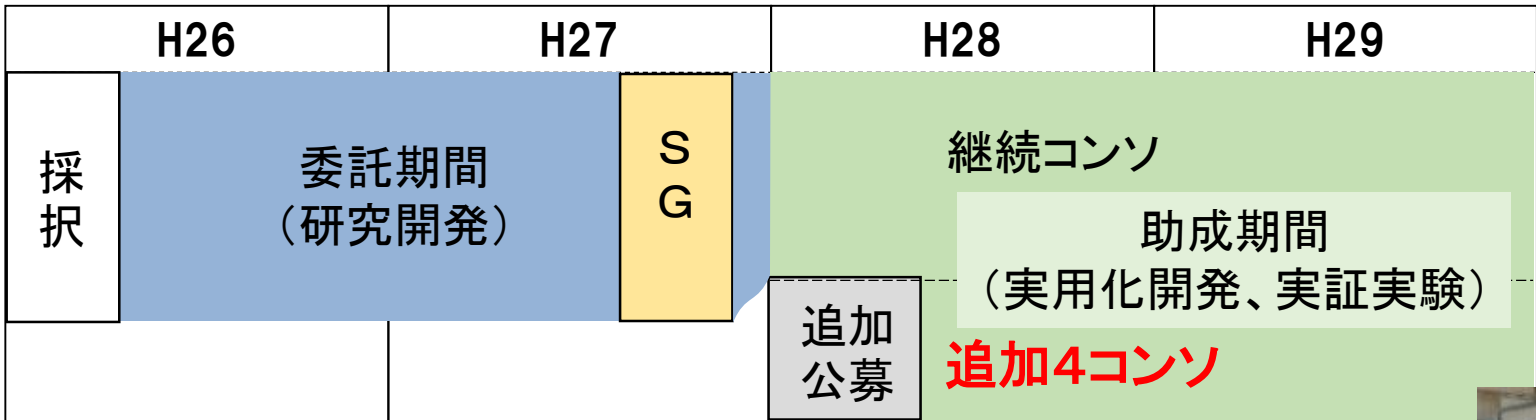 H26 H27 H28 H29
採択
委託期間
（研究開発）
ＳＧ
継続コンソ
助成期間
（実用化開発、実証実験）
追加
公募
追加４コンソ